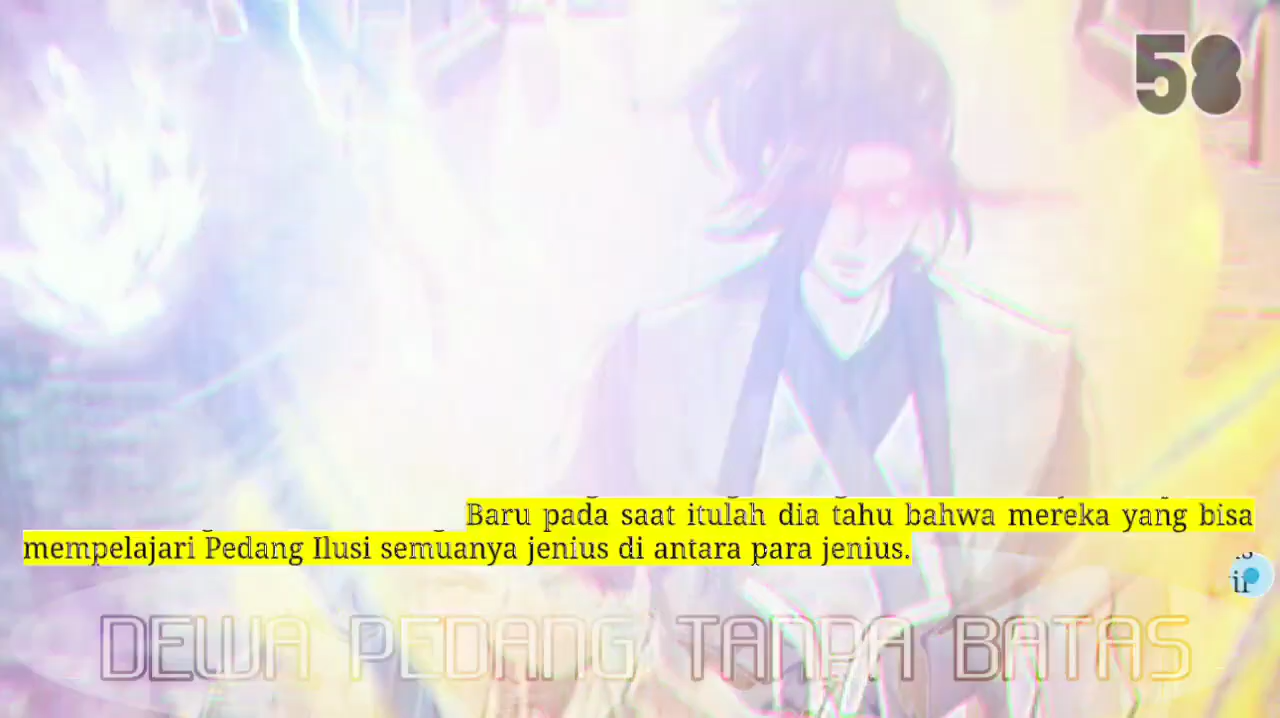 58
Baru pada saat itulah dia tahu bahwa mereka yang bisa
mempelajari Pedang Ilusi semuanya jenius di antara para jenius.
DEWA PEDANG TANPA BATAS